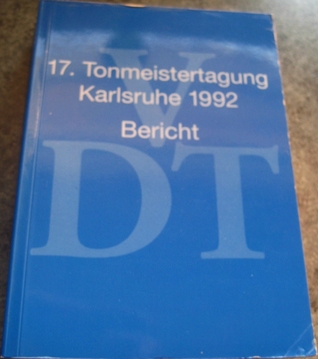 17. Tonmeistertagung
Karlsruhe 1992
Bericht
V
DT